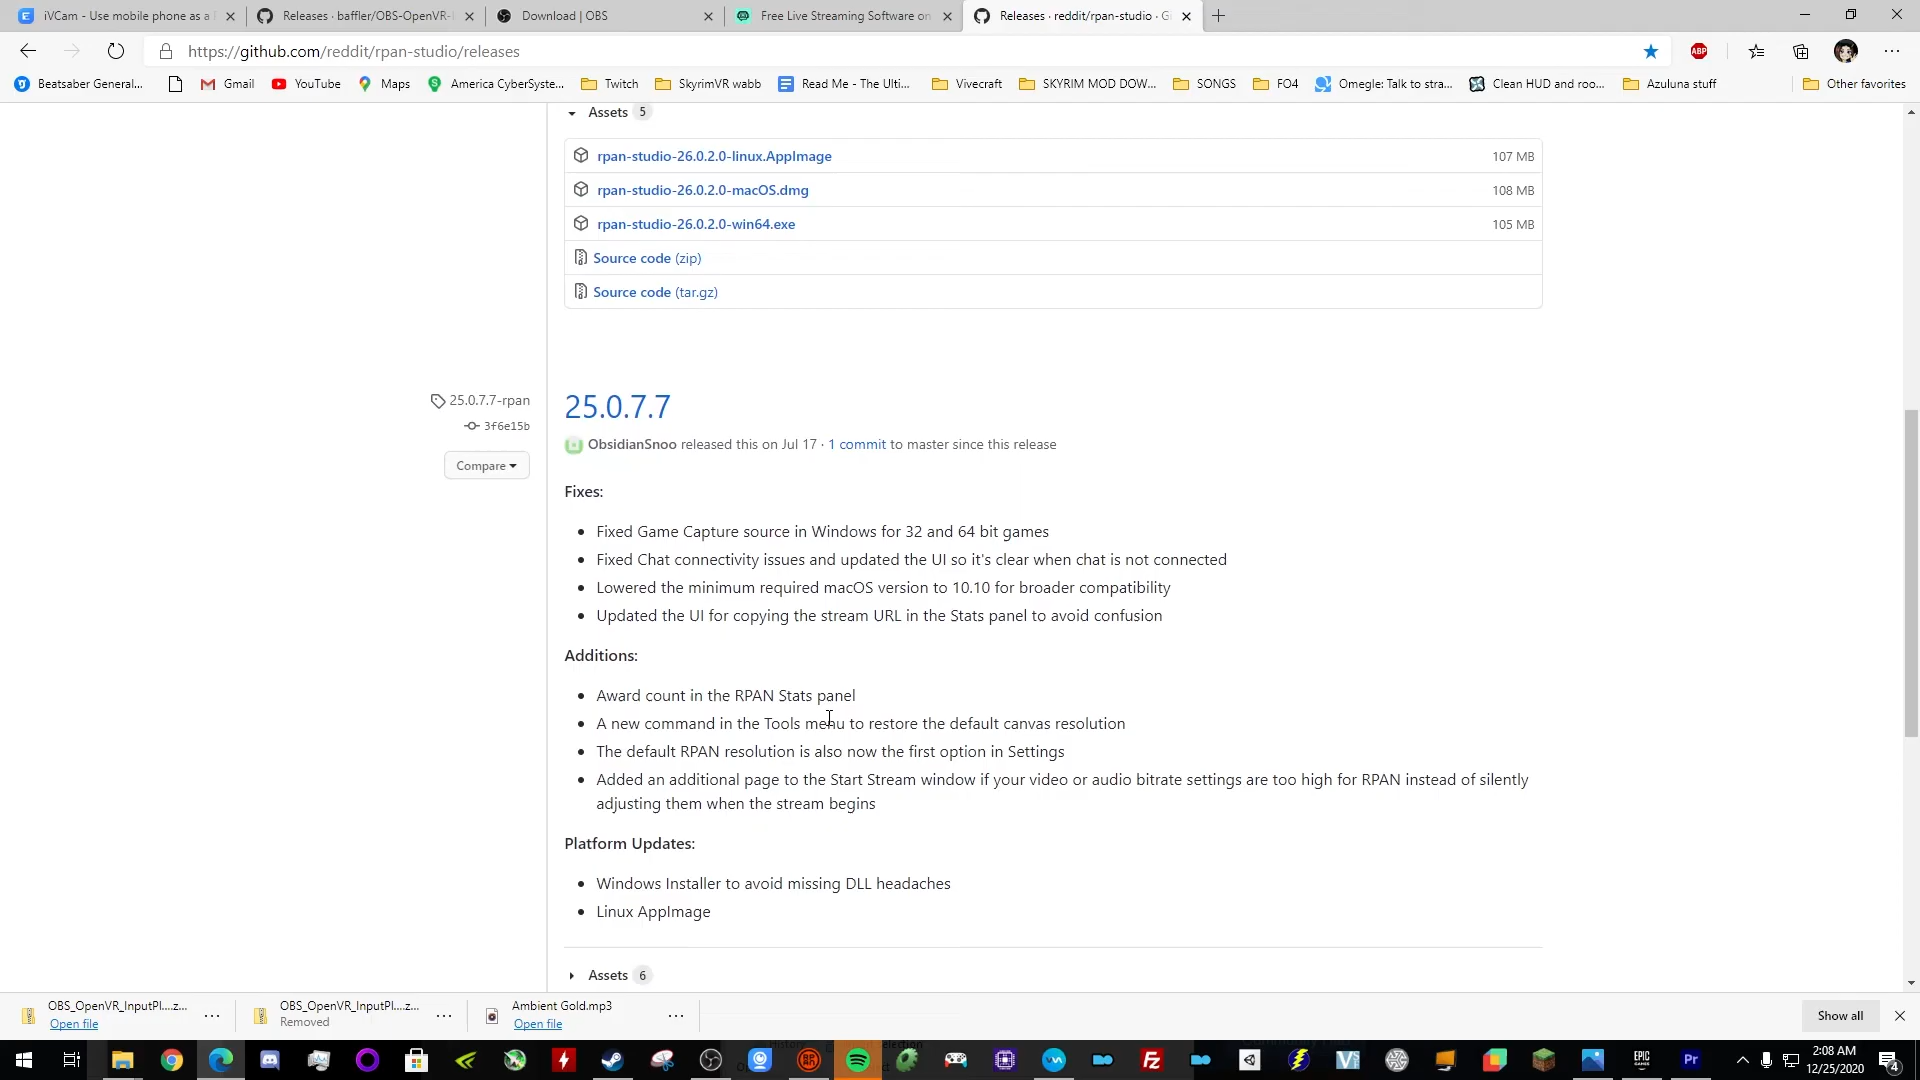 iVCam - Use mobile phone as a
Releases · baffler/OBS-OpenVR-
Download | OBS
Free Live Streaming Software on
Releases · reddit/rpan-studio · G
https://github.com/reddit/rpan-studio/releases
ABP
Beatsaber General...
Gmail
YouTube
Maps
America CyberSyste...
Twitch
SkyrimVR wabb
Read Me - The Ulti...
Vivecraft
SKYRIM MOD DOW...
SONGS
FO4
Omegle: Talk to stra...
Clean HUD and roo...
Azuluna stuff
Other favorites
Assets 5
rpan-studio-26.0.2.0-linux.AppImage 107 MB
rpan-studio-26.0.2.0-macOS.dmg 108 MB
rpan-studio-26.0.2.0-win64.exe 105 MB
Source code (zip)
Source code (tar.gz)
25.0.7.7-rpan
3f6e15b
Compare
25.0.7.7
ObsidianSnoo released this on Jul 17 · 1 commit to master since this release
Fixes:
• Fixed Game Capture source in Windows for 32 and 64 bit games
• Fixed Chat connectivity issues and updated the UI so it's clear when chat is not connected
• Lowered the minimum required macOS version to 10.10 for broader compatibility
• Updated the UI for copying the stream URL in the Stats panel to avoid confusion
Additions:
• Award count in the RPAN Stats panel
• A new command in the Tools menu to restore the default canvas resolution
• The default RPAN resolution is also now the first option in Settings
• Added an additional page to the Start Stream window if your video or audio bitrate settings are too high for RPAN instead of silently
adjusting them when the stream begins
Platform Updates:
• Windows Installer to avoid missing DLL headaches
• Linux AppImage
Assets 6
OBS_OpenVR_InputPl....z...
Open file
OBS_OpenVR_InputPl....z...
Removed
Ambient Gold.mp3
Open file
Show all
EPIC
GAMES
Pr
2:08 AM
12/25/2020
4